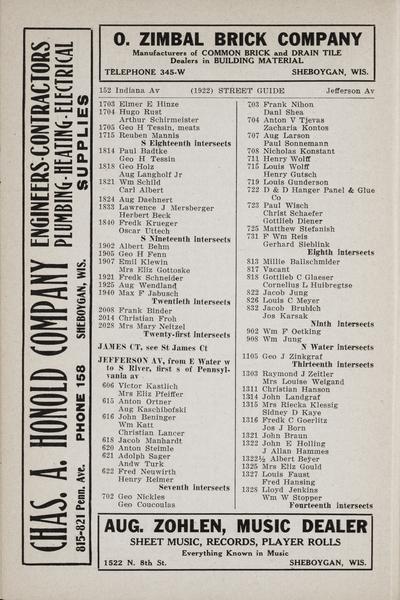 CHAS. A. HONOLD COMPANY ENGINEERS-CONTRACTORS
PLUMBING-HEATING-ELECTRICAL
SUPPLIES
815-821 Penn. Ave. PHONE 158 SHEBOYGAN, WIS.
O. ZIMBAL BRICK COMPANY
Manufacturers of COMMON BRICK and DRAIN TILE
Dealers in BUILDING MATERIAL
TELEPHONE 345-W SHEBOYGAN, WIS.
152 Indiana Av (1922) STREET GUIDE Jefferson Av
1703 Elmer E Hinze
1704 Hugo Rust
Arthur Schirmeister
1705 Geo H Tessin, meats
1715 Reuben Mannis
S Eighteenth intersects
1814 Paul Badtke
Geo H Tessin
1818 Geo Holz
Aug Langholf Jr
1821 Wm Schild
Carl Albert
1824 Aug Daehnert
1833 Lawrence J Mersberger
Herbert Beck
1840 Fredk Krueger
Oscar Uttech
S Nineteenth intersects
1902 Albert Behm
1905 Geo H Fenn
1907 Emil Klewin
Mrs Eliz Gottoske
1921 Fredk Schneider
1925 Aug Wendland
1940 Max F Jabusch
Twentieth intersects
2008 Frank Binder
2014 Christian Froh
2028 Mrs Mary Neitzel
Twenty-first intersects
JAMES CT, see St James Ct
JEFFERSON AV, from E Water w
to S River, first s of Pennsyl-
vania av
606 Victor Kastlich
Mrs Eliz Pfeiffer
615 Anton Ortner
Aug Kaschibofski
616 John Beninger
Wm Katt
Christian Lancer
618 Jacob Manhardt
620 Anton Steimle
621 Adolph Sager
Andw Turk
622 Fred Neuwirth
Henry Reimer
Seventh intersects
702 Geo Nickles
Geo Coucoulas
703 Frank Nihon
Danl Shea
704 Anton V Tjevas
Zacharia Kontos
707 Aug Larson
Paul Sonnemann
708 Nicholas Konstant
711 Henry Wolff
715 Louis Wolff
Henry Gutsch
719 Louis Gunderson
722 D & D Hanger Panel & Glue
Co
723 Paul Wisch
Christ Schaefer
Gottlieb Diener
725 Matthew Stefanish
731 F Wm Reis
Gerhard Sieblink
Eighth intersects
813 Millie Ballschmider
817 Vacant
818 Gottlieb C Glaeser
Cornelius L Huibregtse
822 Jacob Jung
826 Louis C Meyer
832 Jacob Brublch
Jos Karsak
Ninth intersects
902 Wm F Oetking
908 Wm Jung
N Water intersects
1105 Geo J Zinkgraf
Thirteenth intersects
1303 Raymond J Zeitler
Mrs Louise Weigand
1311 Christian Hanson
1314 John Landgraf
1315 Mrs Riecka Klessig
Sidney D Kaye
1316 Fredk C Goerlitz
Jos J Born
1321 John Braun
1322 John E Holling
J Allan Hammes
1322½ Albert Beyer
1325 Mrs Eliz Gould
1327 Louis Faust
Fred Hansing
1328 Lloyd Jenkins
Wm W Stopper
Fourteenth intersects
AUG. ZOHLEN, MUSIC DEALER
SHEET MUSIC, RECORDS, PLAYER ROLLS
Everything Known in Music
1522 N. 8th St. SHEBOYGAN, WIS.